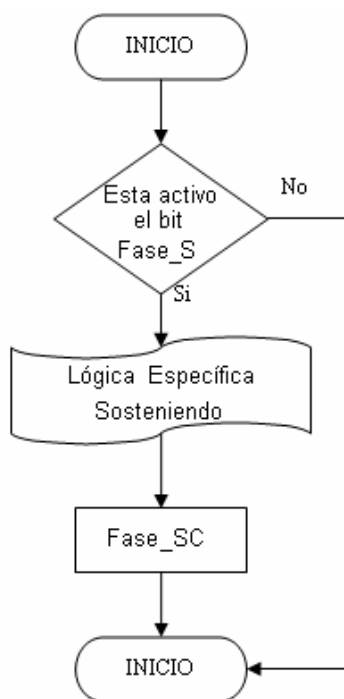 INICIO
Esta activo
el bit
Fase_S
No
Si
Lógica Específica
Sosteniendo
Fase_SC
INICIO